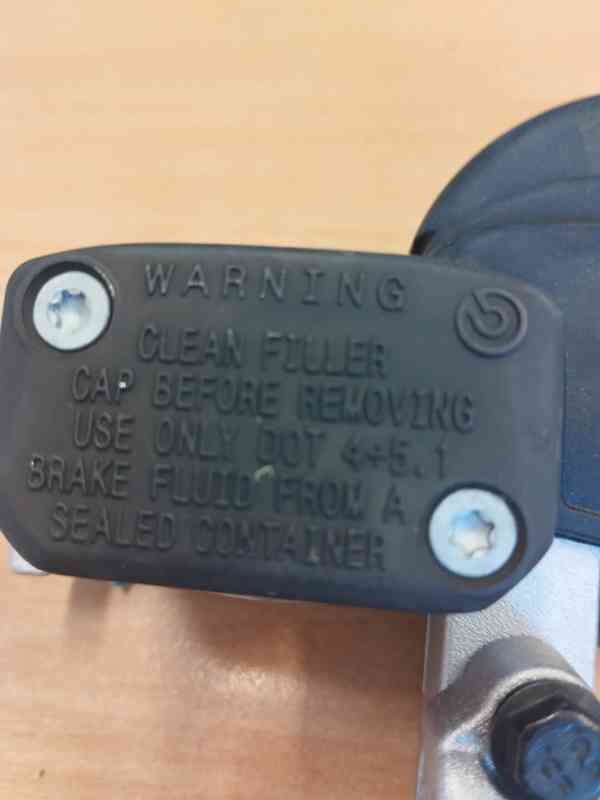 WARNING
CLEAN FILLER
CAP BEFORE REMOVING
USE ONLY DOT 4÷5.1
BRAKE FLUID FROM A
SEALED CONTAINER